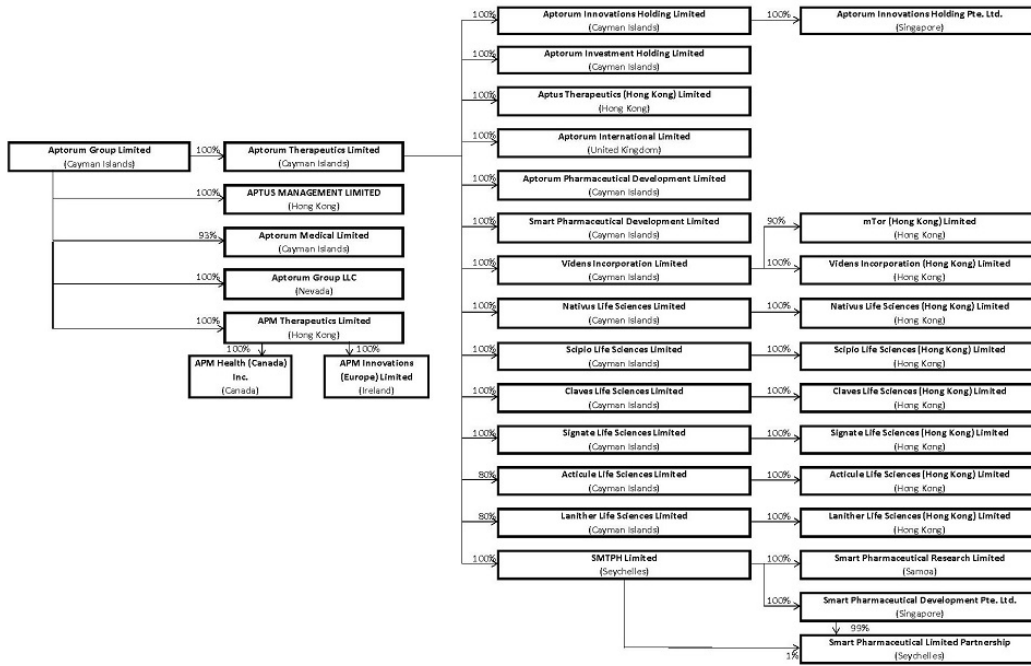 100%
Aptorum Innovations Holding Limited
(Cayman Islands)
100%
Aptorum Innovations Holding Pte. Ltd.
(Singapore)
100%
Aptorum Investment Holding Limited
(Cayman Islands)
100%
Aptus Therapeutics (Hong Kong) Limited
(Hong Kong)
Aptorum Group Limited
(Cayman Islands)
100%
Aptorum Therapeutics Limited
(Cayman Islands)
100%
Aptorum International Limited
(United Kingdom)
100%
APTUS MANAGEMENT LIMITED
(Hong Kong)
100%
Aptorum Pharmaceutical Development Limited
(Cayman Islands)
93%
Aptorum Medical Limited
(Cayman Islands)
100%
Smart Pharmaceutical Development Limited
(Cayman Islands)
90%
mTor (Hong Kong) Limited
(Hong Kong)
100%
Aptorum Group LLC
(Nevada)
100%
Videns Incorporation Limited
(Cayman Islands)
100%
Videns Incorporation (Hong Kong) Limited
(Hong Kong)
100%
APM Therapeutics Limited
(Hong Kong)
100%
Nativus Life Sciences Limited
(Cayman Islands)
100%
Nativus Life Sciences (Hong Kong) Limited
(Hong Kong)
100%
APM Health (Canada)
Inc.
(Canada)
100%
APM Innovations
(Europe) Limited
(Ireland)
100%
Scipio Life Sciences Limited
(Cayman Islands)
100%
Scipio Life Sciences (Hong Kong) Limited
(Hong Kong)
100%
Claves Life Sciences Limited
(Cayman Islands)
100%
Claves Life Sciences (Hong Kong) Limited
(Hong Kong)
100%
Signate Life Sciences Limited
(Cayman Islands)
100%
Signate Life Sciences (Hong Kong) Limited
(Hong Kong)
80%
Acticule Life Sciences Limited
(Cayman Islands)
100%
Acticule Life Sciences (Hong Kong) Limited
(Hong Kong)
80%
Lanither Life Sciences Limited
(Cayman Islands)
100%
Lanither Life Sciences (Hong Kong) Limited
(Hong Kong)
100%
SMTPH Limited
(Seychelles)
100%
Smart Pharmaceutical Research Limited
(Samoa)
100%
Smart Pharmaceutical Development Pte. Ltd.
(Singapore)
99%
1%
Smart Pharmaceutical Limited Partnership
(Seychelles)